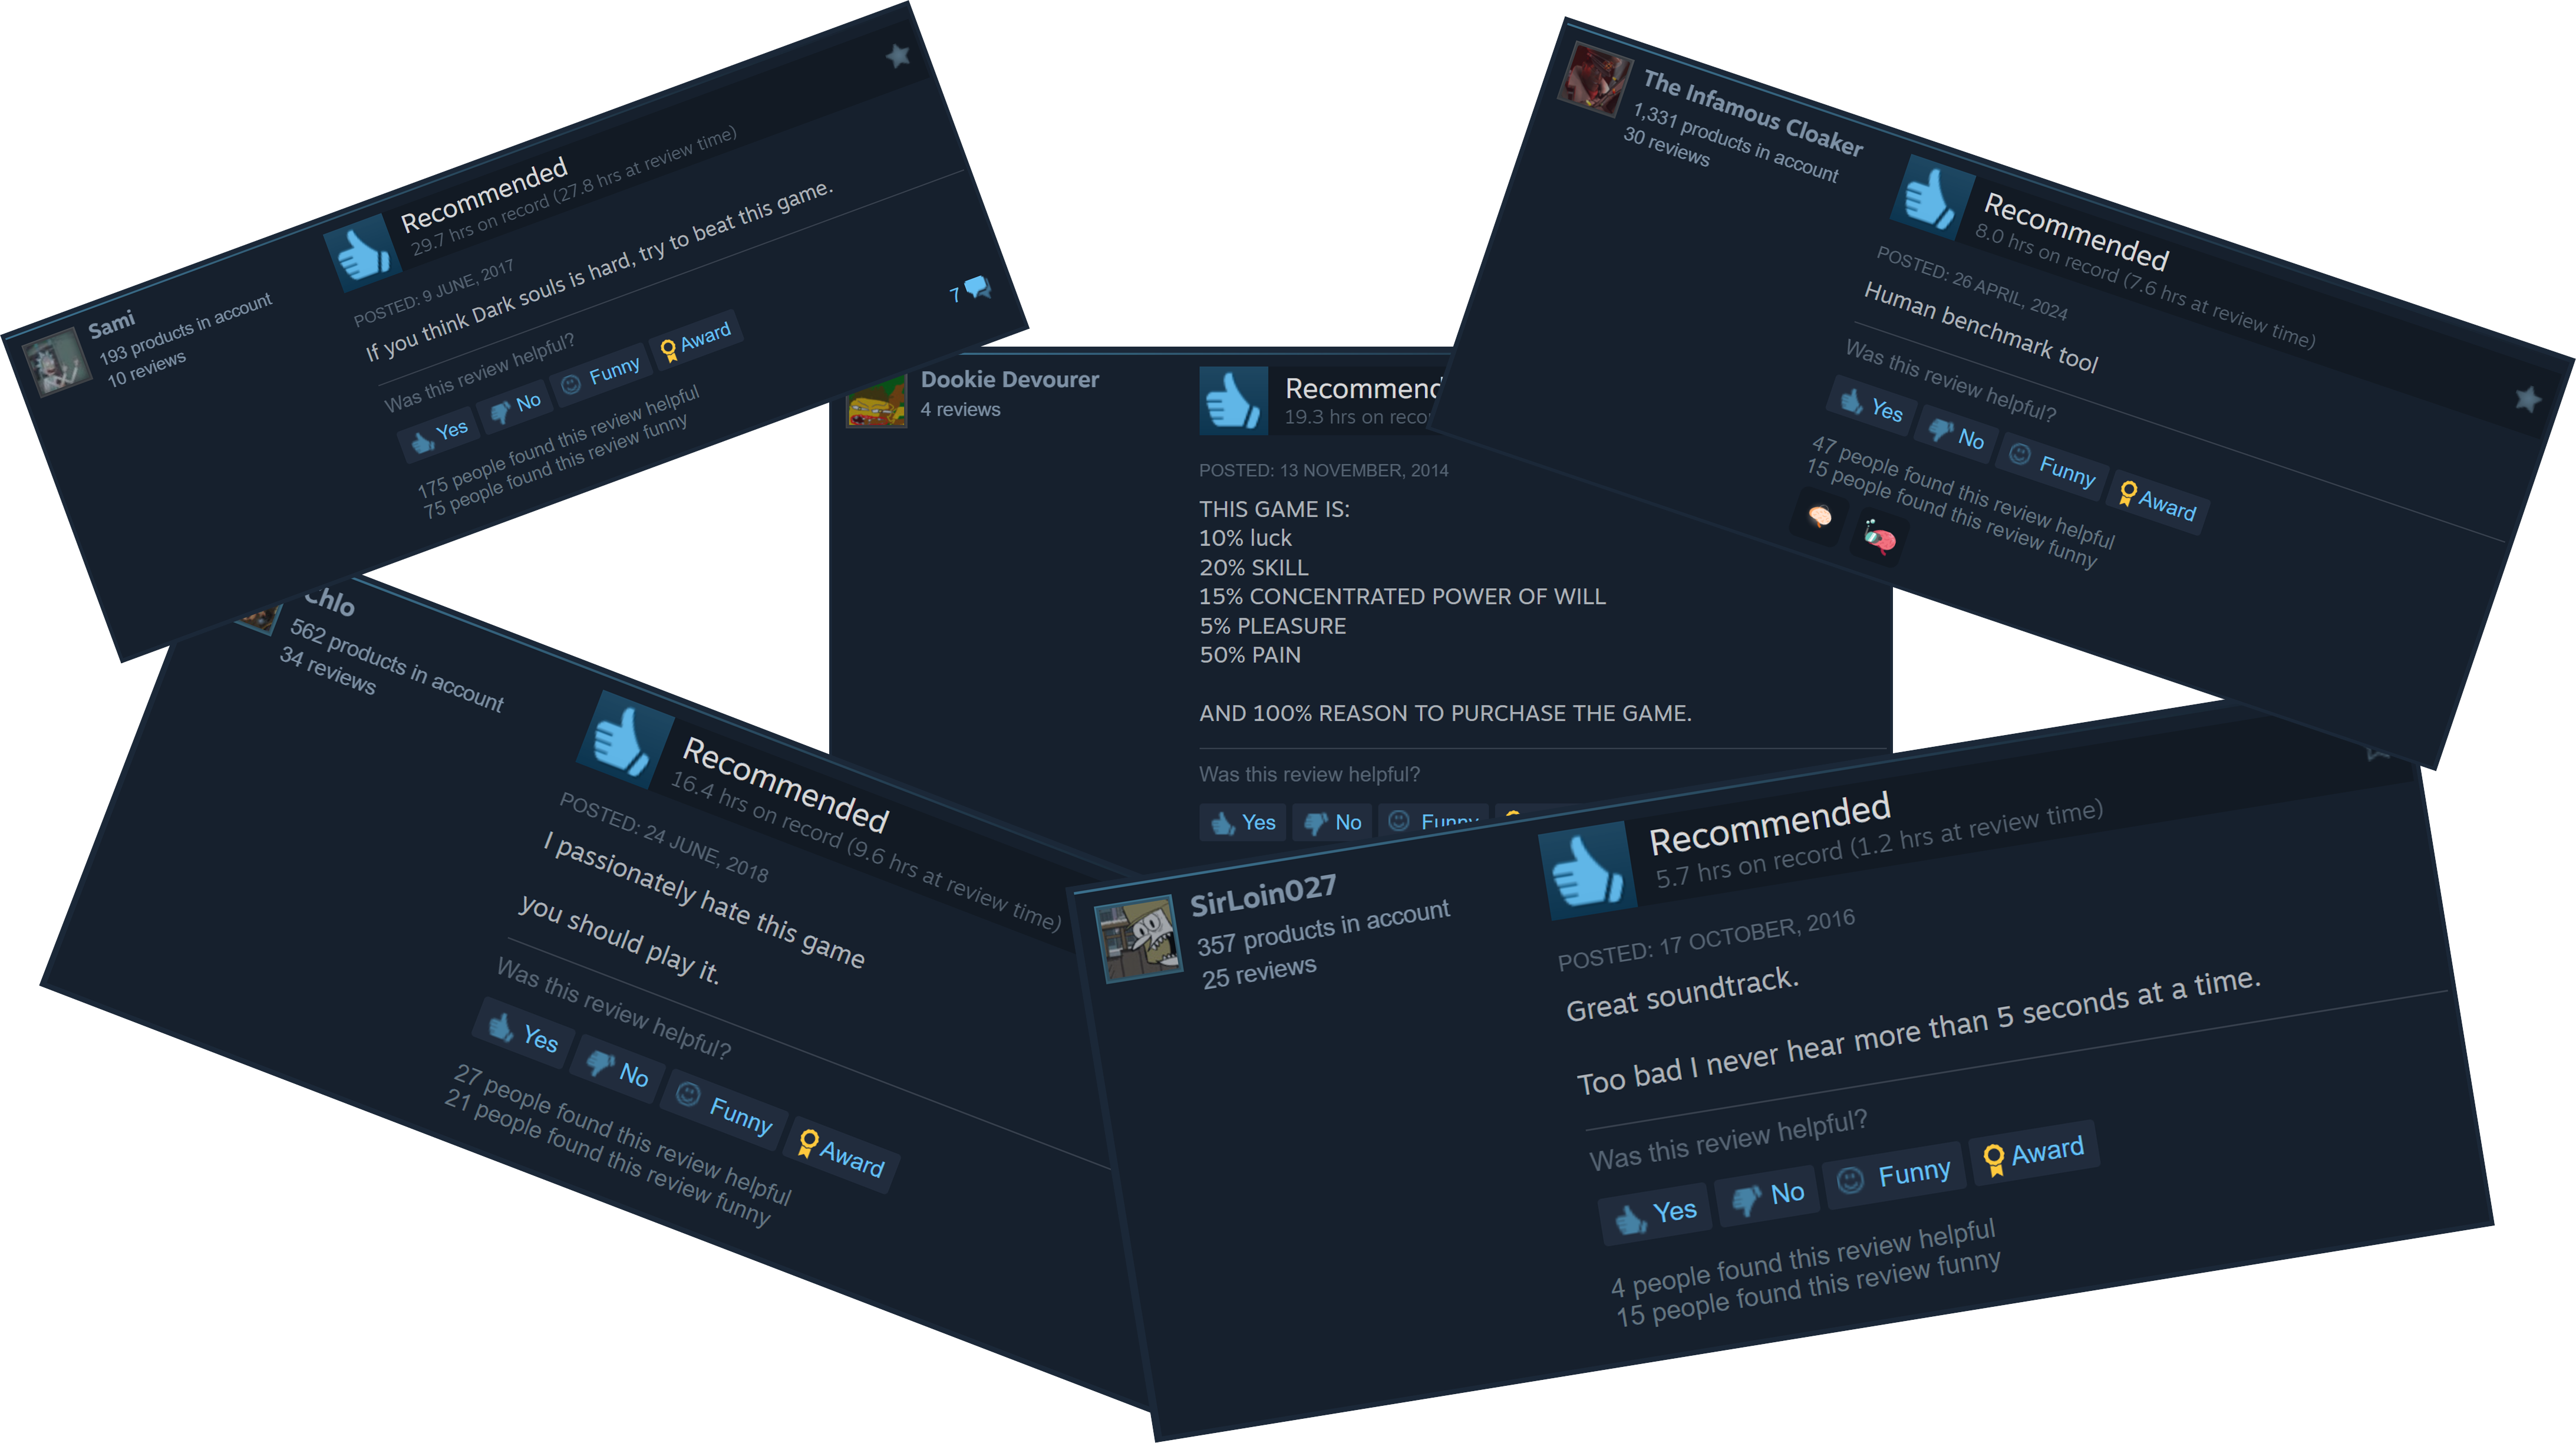 Sami
193 products in account
10 reviews
Recommended
29.7 hrs on record (27.8 hrs at review time)
POSTED: 9 JUNE, 2017
If you think Dark souls is hard, try to beat this game.
Was this review helpful?
Yes
No
Funny
Award
175 people found this review helpful
75 people found this review funny
7
The Infamous Cloaker
1,331 products in account
30 reviews
Recommended
8.0 hrs on record (7.6 hrs at review time)
POSTED: 26 APRIL, 2024
Human benchmark tool
Was this review helpful?
Yes
No
Funny
Award
47 people found this review helpful
15 people found this review funny
Dookie Devourer
4 reviews
Recommend
19.3 hrs on reco
POSTED: 13 NOVEMBER, 2014
THIS GAME IS:
10% luck
20% SKILL
15% CONCENTRATED POWER OF WILL
5% PLEASURE
50% PAIN
AND 100% REASON TO PURCHASE THE GAME.
Was this review helpful?
Yes
No
Funny
Chlo
562 products in account
34 reviews
Recommended
16.4 hrs on record (9.6 hrs at review time)
POSTED: 24 JUNE, 2018
I passionately hate this game
you should play it.
Was this review helpful?
Yes
No
Funny
Award
27 people found this review helpful
21 people found this review funny
SirLoin027
357 products in account
25 reviews
Recommended
5.7 hrs on record (1.2 hrs at review time)
POSTED: 17 OCTOBER, 2016
Great soundtrack.
Too bad I never hear more than 5 seconds at a time.
Was this review helpful?
Yes
No
Funny
Award
4 people found this review helpful
15 people found this review funny